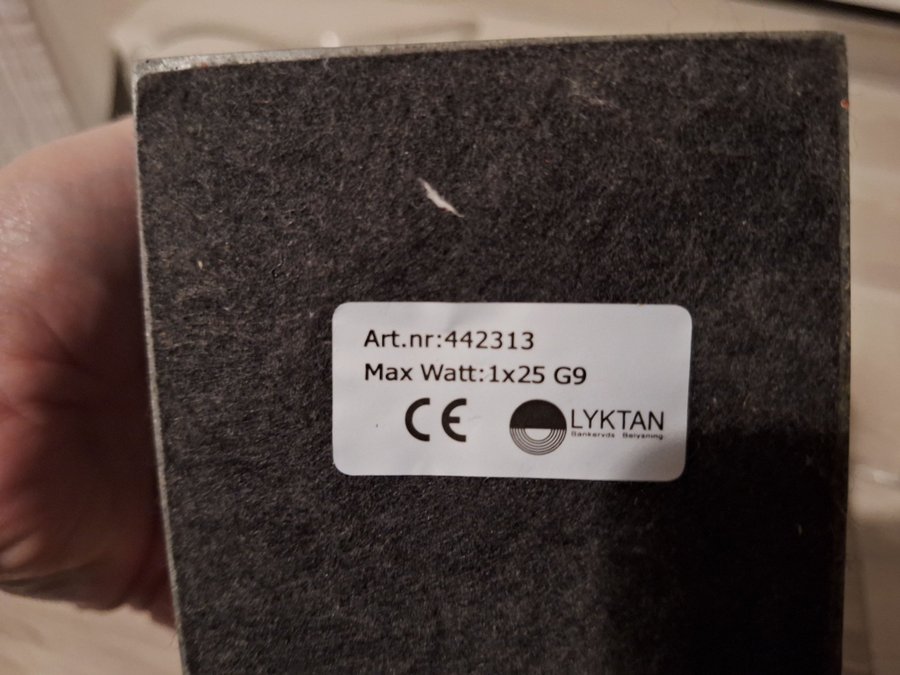 Art.nr:442313
Max Watt:1x25 G9
CE
LYKTAN
Bankeryds Belysning